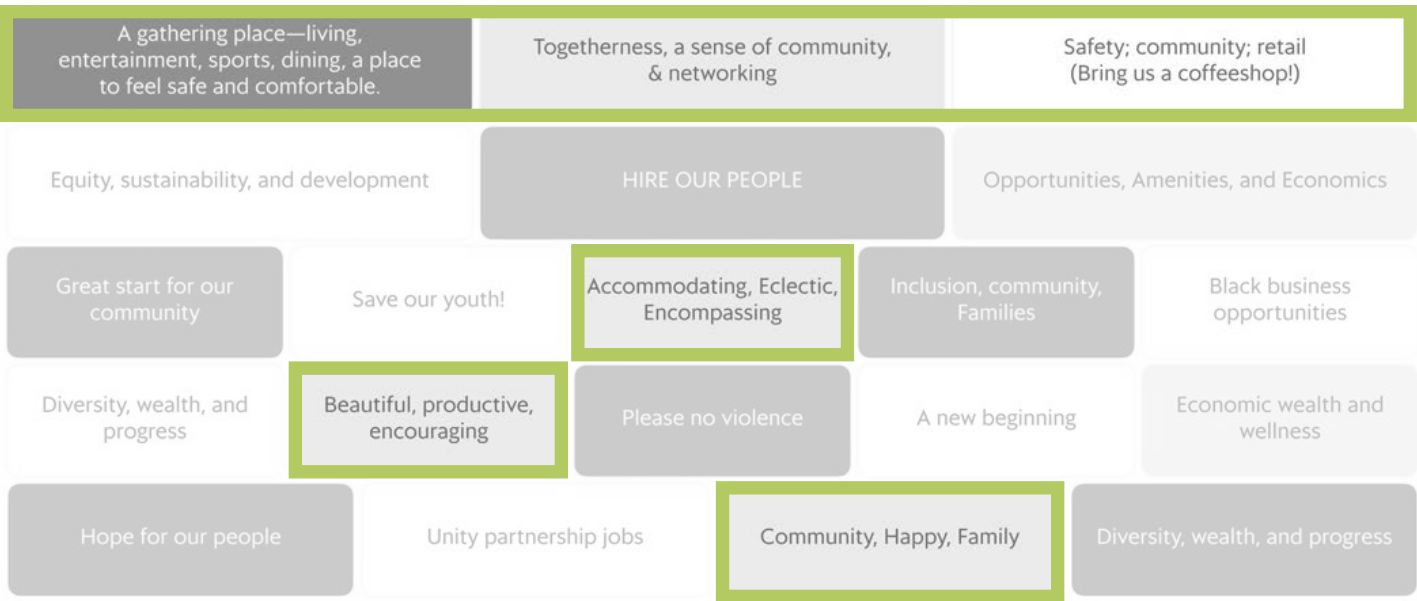 A gathering place—living,
entertainment, sports, dining, a place
to feel safe and comfortable.
Togetherness, a sense of community,
& networking
Safety; community; retail
(Bring us a coffeeshop!)
Equity, sustainability, and development
HIRE OUR PEOPLE
Opportunities, Amenities, and Economics
Great start for our
community
Save our youth!
Accommodating, Eclectic,
Encompassing
Inclusion, community,
Families
Black business
opportunities
Diversity, wealth, and
progress
Beautiful, productive,
encouraging
Please no violence
A new beginning
Economic wealth and
wellness
Hope for our people
Unity partnership jobs
Community, Happy, Family
Diversity, wealth, and progress